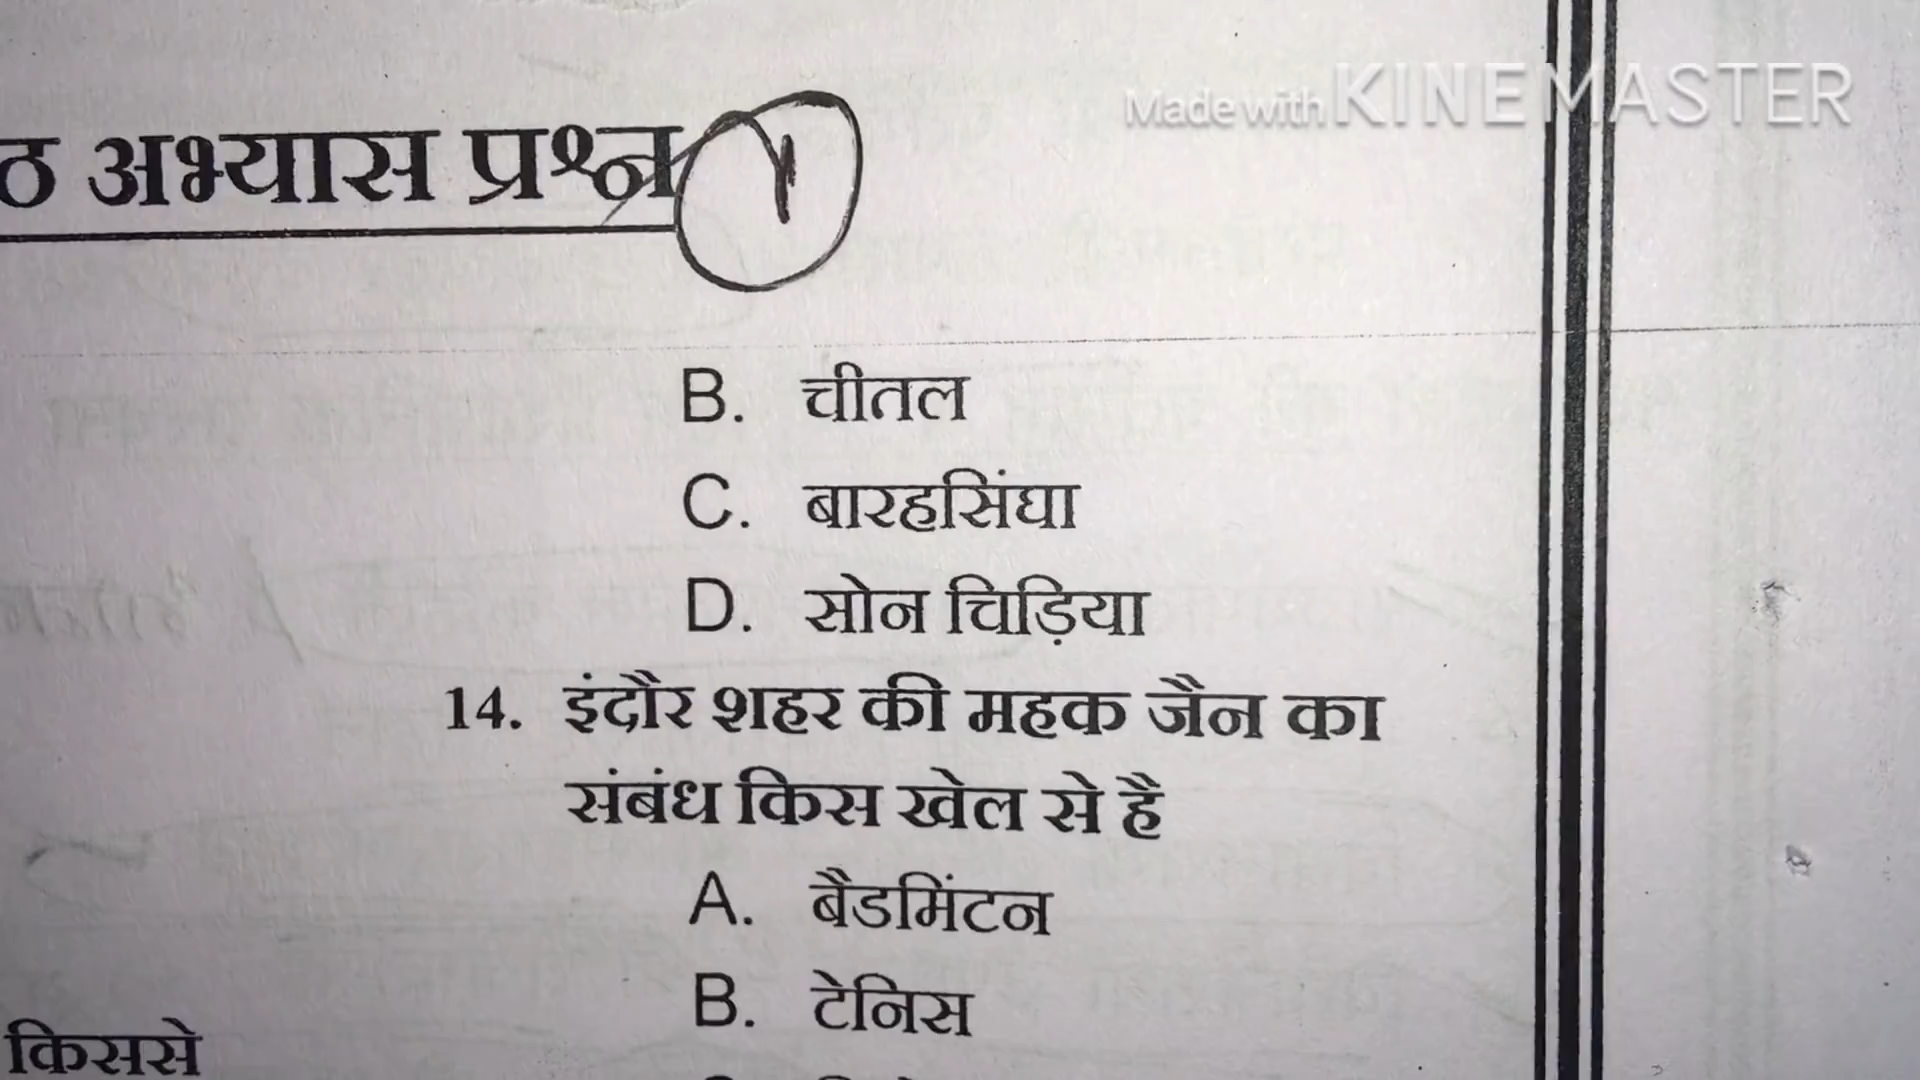 Made with KINEMASTER
ठ अभ्यास प्रश्न 1
B. चीतल
C. बारहसिंघा
D. सोन चिड़िया
14. इंदौर शहर की महक जैन का
संबंध किस खेल से है
A. बैडमिंटन
B. टेनिस
किससे